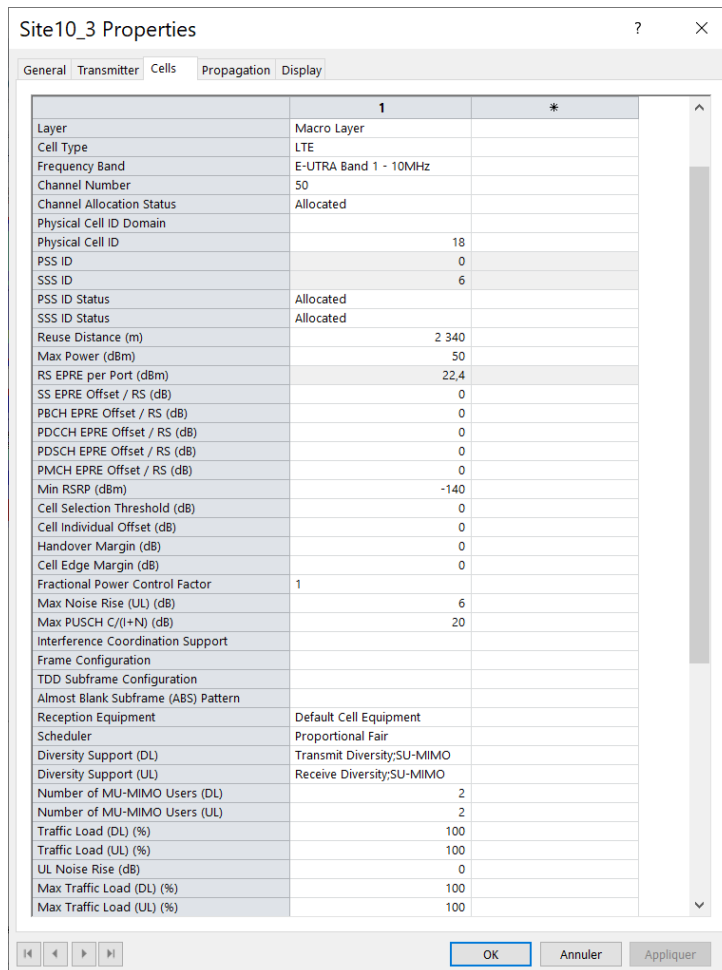 Site10_3 Properties ? ×
General Transmitter Cells Propagation Display
1 *
Layer Macro Layer
Cell Type LTE
Frequency Band E-UTRA Band 1 - 10MHz
Channel Number 50
Channel Allocation Status Allocated
Physical Cell ID Domain
Physical Cell ID 18
PSS ID 0
SSS ID 6
PSS ID Status Allocated
SSS ID Status Allocated
Reuse Distance (m) 2 340
Max Power (dBm) 50
RS EPRE per Port (dBm) 22,4
SS EPRE Offset / RS (dB) 0
PBCH EPRE Offset / RS (dB) 0
PDCCH EPRE Offset / RS (dB) 0
PDSCH EPRE Offset / RS (dB) 0
PMCH EPRE Offset / RS (dB) 0
Min RSRP (dBm) -140
Cell Selection Threshold (dB) 0
Cell Individual Offset (dB) 0
Handover Margin (dB) 0
Cell Edge Margin (dB) 0
Fractional Power Control Factor 1
Max Noise Rise (UL) (dB) 6
Max PUSCH C/(I+N) (dB) 20
Interference Coordination Support
Frame Configuration
TDD Subframe Configuration
Almost Blank Subframe (ABS) Pattern
Reception Equipment Default Cell Equipment
Scheduler Proportional Fair
Diversity Support (DL) Transmit Diversity;SU-MIMO
Diversity Support (UL) Receive Diversity;SU-MIMO
Number of MU-MIMO Users (DL) 2
Number of MU-MIMO Users (UL) 2
Traffic Load (DL) (%) 100
Traffic Load (UL) (%) 100
UL Noise Rise (dB) 0
Max Traffic Load (DL) (%) 100
Max Traffic Load (UL) (%) 100
OK Annuler Appliquer